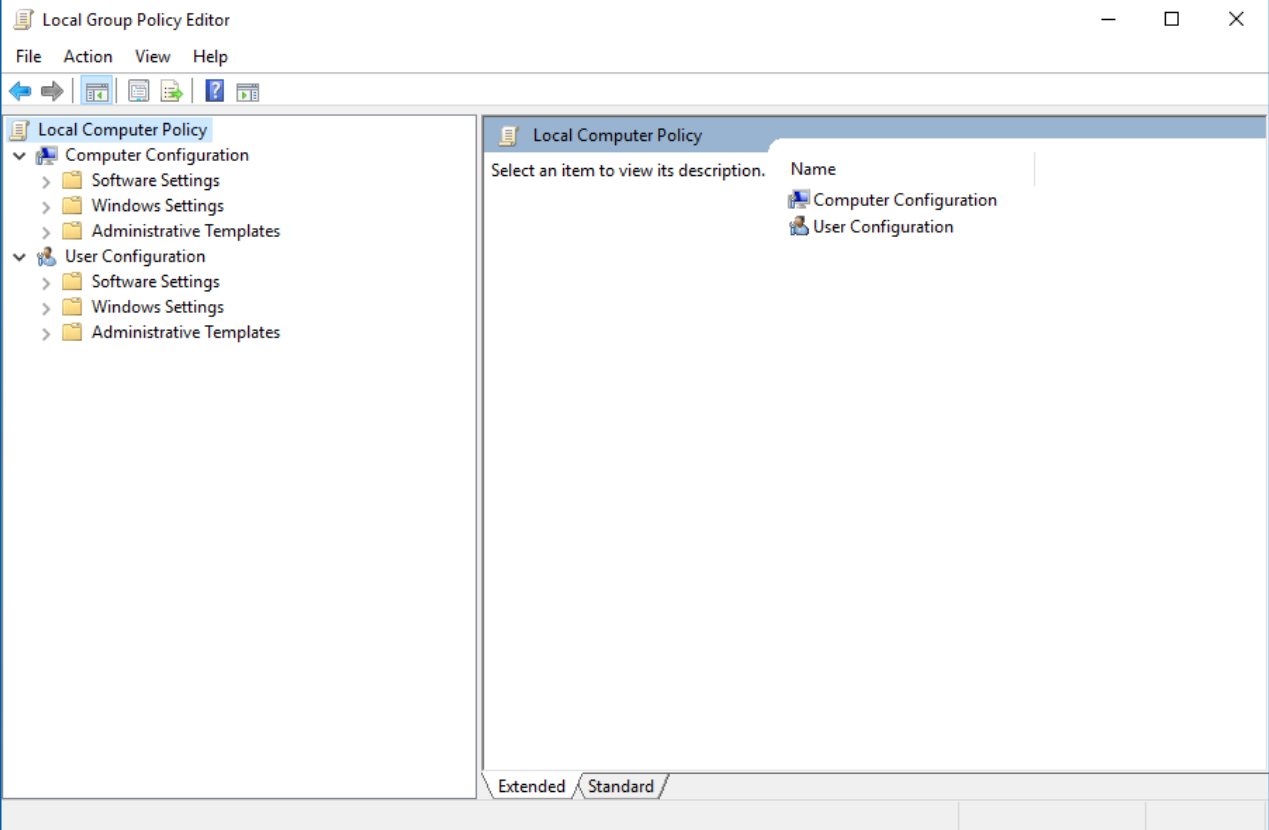 Local Group Policy Editor
File Action View Help
Local Computer Policy
Computer Configuration
Software Settings
Windows Settings
Administrative Templates
User Configuration
Software Settings
Windows Settings
Administrative Templates
Local Computer Policy
Select an item to view its description.
Name
Computer Configuration
User Configuration
Extended Standard